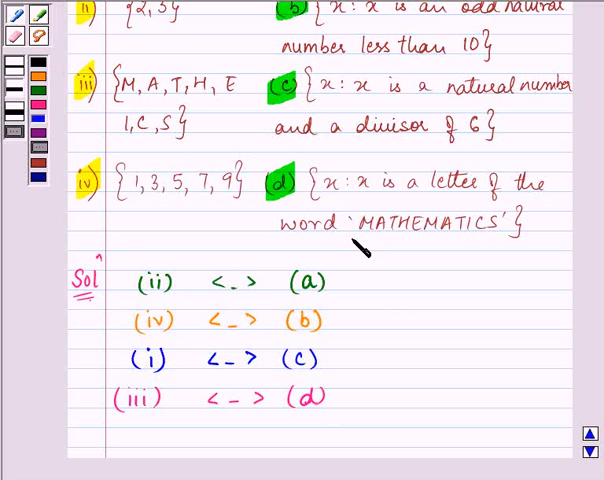 ii) {2,3} (b) {x: x is an odd natural
number less than 10}
iii) {M, A, T, H, E (c) {x: x is a natural number
I, C, S} and a divisor of 6}
iv) {1, 3, 5, 7, 9} (d) {x: x is a letter of the
word 'MATHEMATICS'}
Sol^n
(ii) <-> (a)
(iv) <-> (b)
(i) <-> (c)
(iii) <-> (d)